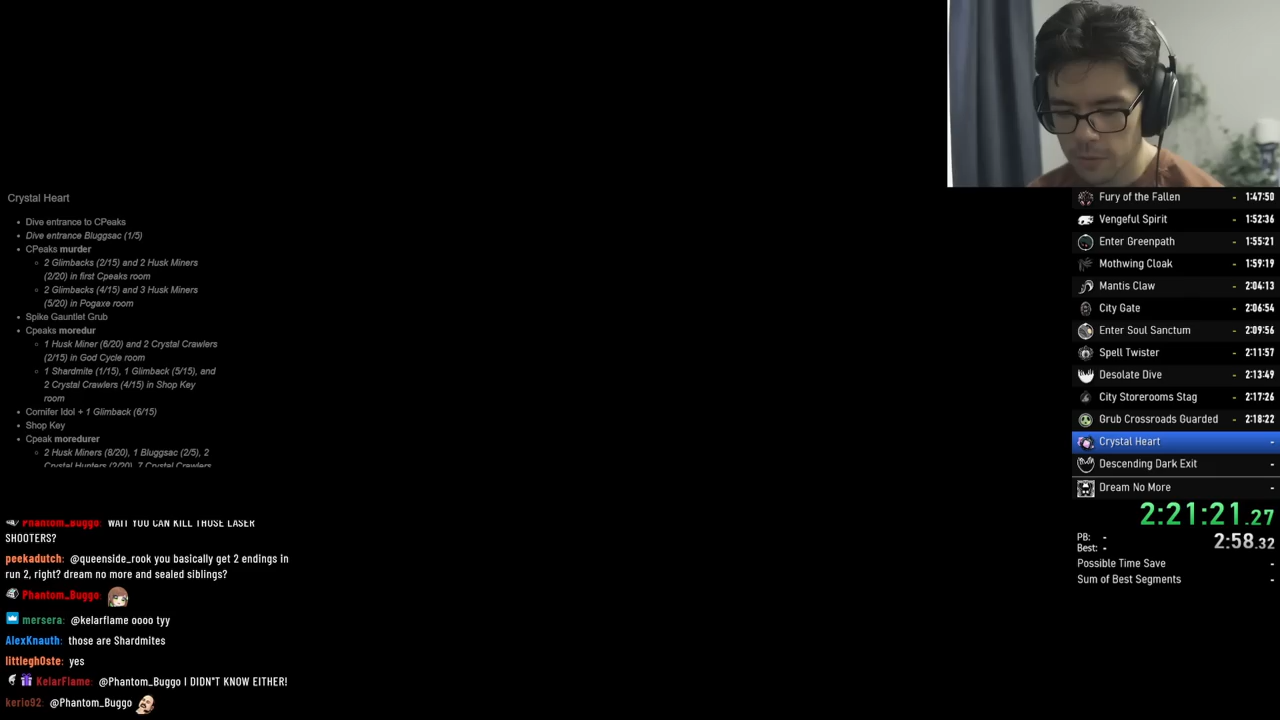 Crystal Heart
• Dive entrance to CPeaks
• Dive entrance Bluggsac (1/5)
• CPeaks murder
◦ 2 Glimbacks (2/15) and 2 Husk Miners
(2/20) in first Cpeaks room
◦ 2 Glimbacks (4/15) and 3 Husk Miners
(5/20) in Pogaxe room
• Spike Gauntlet Grub
• Cpeaks moredur
◦ 1 Husk Miner (6/20) and 2 Crystal Crawlers
(2/15) in God Cycle room
◦ 1 Shardmite (1/15), 1 Glimback (5/15), and
2 Crystal Crawlers (4/15) in Shop Key
room
• Cornifer Idol + 1 Glimback (6/15)
• Shop Key
• Cpeak moredurer
◦ 2 Husk Miners (8/20), 1 Bluggsac (2/5), 2
Crystal Hunters (2/20), 7 Crystal Crawlers
Phantom_Buggo: WAIT YOU CAN KILL THOSE LASER
SHOOTERS?
peekadutch: @queenside_rook you basically get 2 endings in
run 2, right? dream no more and sealed siblings?
Phantom_Buggo:
mersera: @kelarflame oooo tyy
AlexKnauth: those are Shardmites
littlegh0ste: yes
KelarFlame: @Phantom_Buggo I DIDN"T KNOW EITHER!
kerlo92: @Phantom_Buggo
Fury of the Fallen - 1:47:50
Vengeful Spirit - 1:52:36
Enter Greenpath - 1:55:21
Mothwing Cloak - 1:59:19
Mantis Claw - 2:04:13
City Gate - 2:06:54
Enter Soul Sanctum - 2:09:56
Spell Twister - 2:11:57
Desolate Dive - 2:13:49
City Storerooms Stag - 2:17:26
Grub Crossroads Guarded - 2:18:22
Crystal Heart -
Descending Dark Exit -
Dream No More -
2:21:21.27
PB: - 2:58.32
Best: -
Possible Time Save -
Sum of Best Segments -